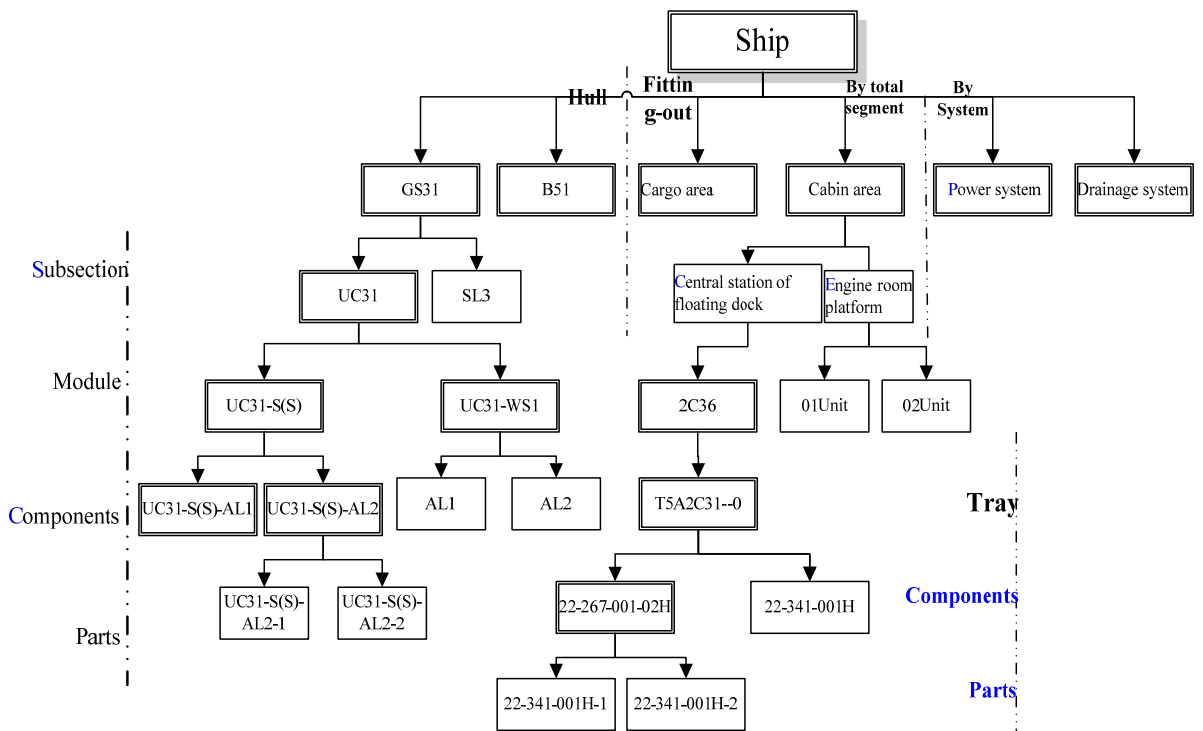 Ship
Hull
Fittin
g-out
By total
segment
By
System
GS31
B51
Cargo area
Cabin area
Power system
Drainage system
Subsection
UC31
SL3
Central station of
floating dock
Engine room
platform
Module
UC31-S(S)
UC31-WS1
2C36
01Unit
02Unit
Components
UC31-S(S)-AL1
UC31-S(S)-AL2
AL1
AL2
T5A2C31--0
Tray
Parts
UC31-S(S)-
AL2-1
UC31-S(S)-
AL2-2
22-267-001-02H
22-341-001H
Components
22-341-001H-1
22-341-001H-2
Parts